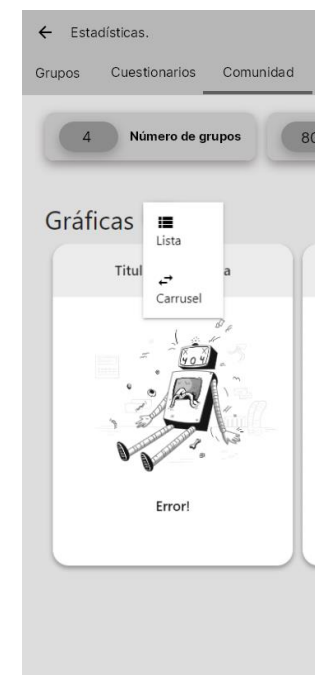 Estadísticas.
Grupos Cuestionarios Comunidad
4 Número de grupos 80
Gráficas
Lista
Carrusel
Titul a
404
Error!